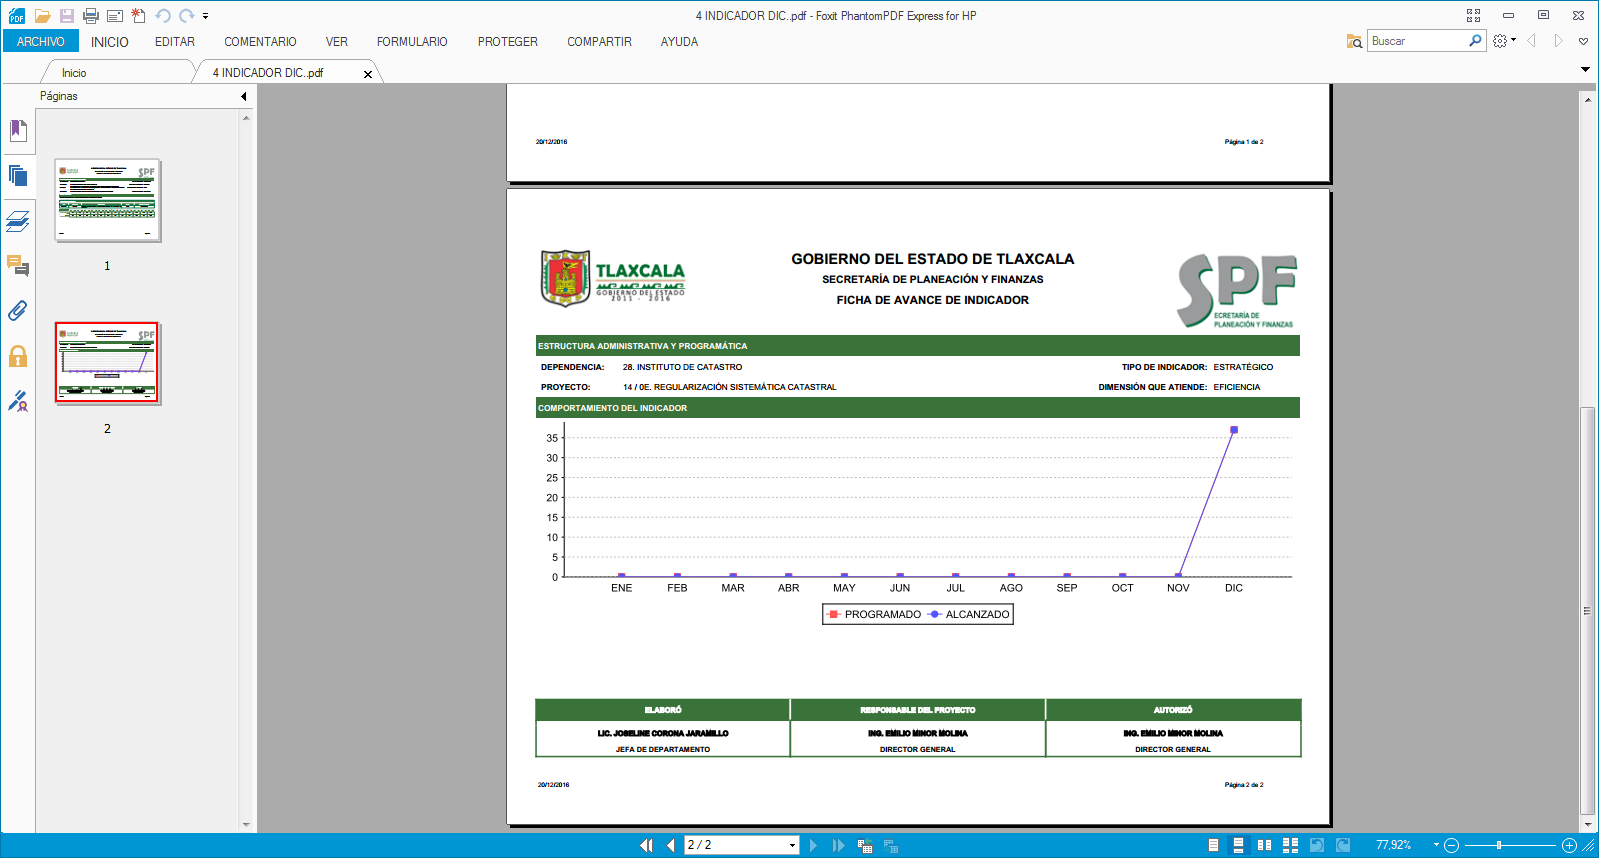 4 INDICADOR DIC..pdf - Foxit PhantomPDF Express for HP
ARCHIVO INICIO EDITAR COMENTARIO VER FORMULARIO PROTEGER COMPARTIR AYUDA
Buscar
Inicio
4 INDICADOR DIC..pdf
Páginas
1
2
20/12/2016
Página 1 de 2
TLAXCALA
GOBIERNO DEL ESTADO
2011 - 2016
GOBIERNO DEL ESTADO DE TLAXCALA
SECRETARÍA DE PLANEACIÓN Y FINANZAS
FICHA DE AVANCE DE INDICADOR
SPF
ECRETARÍA DE
PLANEACIÓN Y FINANZAS
ESTRUCTURA ADMINISTRATIVA Y PROGRAMÁTICA
DEPENDENCIA: 28. INSTITUTO DE CATASTRO
TIPO DE INDICADOR: ESTRATÉGICO
PROYECTO: 14 / 0E. REGULARIZACIÓN SISTEMÁTICA CATASTRAL
DIMENSIÓN QUE ATIENDE: EFICIENCIA
COMPORTAMIENTO DEL INDICADOR
35
30
25
20
15
10
5
0
ENE FEB MAR ABR MAY JUN JUL AGO SEP OCT NOV DIC
PROGRAMADO ALCANZADO
ELABORÓ RESPONSABLE DEL PROYECTO AUTORIZÓ
LIC. JOSELINE CORONA JARAMILLO ING. EMILIO MINOR MOLINA ING. EMILIO MINOR MOLINA
JEFA DE DEPARTAMENTO DIRECTOR GENERAL DIRECTOR GENERAL
20/12/2016
Página 2 de 2
2 / 2
77,92%